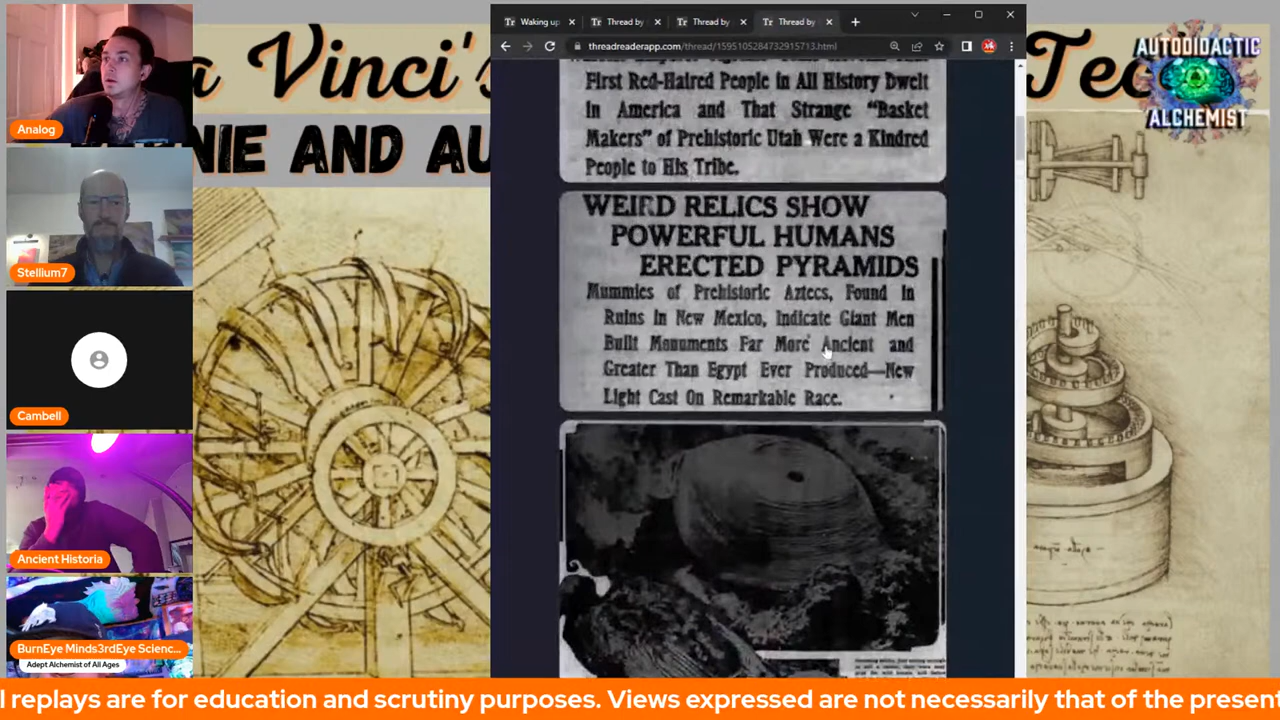 a Vinci's
Tec
NIE AND AU
AUTODIDACTIC
ALCHEMIST
Analog
Stellium7
Cambell
Ancient Historia
BurnEye Minds3rdEye Scienc...
Adept Alchemist of All Ages
Waking up
Thread by
Thread by
Thread by
threadreaderapp.com/thread/1595105284732915713.html
First Red-Haired People in All History Dwelt
in America and That Strange "Basket
Makers" of Prehistoric Utah Were a Kindred
People to His Tribe.
WEIRD RELICS SHOW
POWERFUL HUMANS
ERECTED PYRAMIDS
Mummies of Prehistoric Aztecs, Found in
Ruins in New Mexico, Indicate Giant Men
Built Monuments Far More Ancient and
Greater Than Egypt Ever Produced—New
Light Cast On Remarkable Race.
l replays are for education and scrutiny purposes. Views expressed are not necessarily that of the present